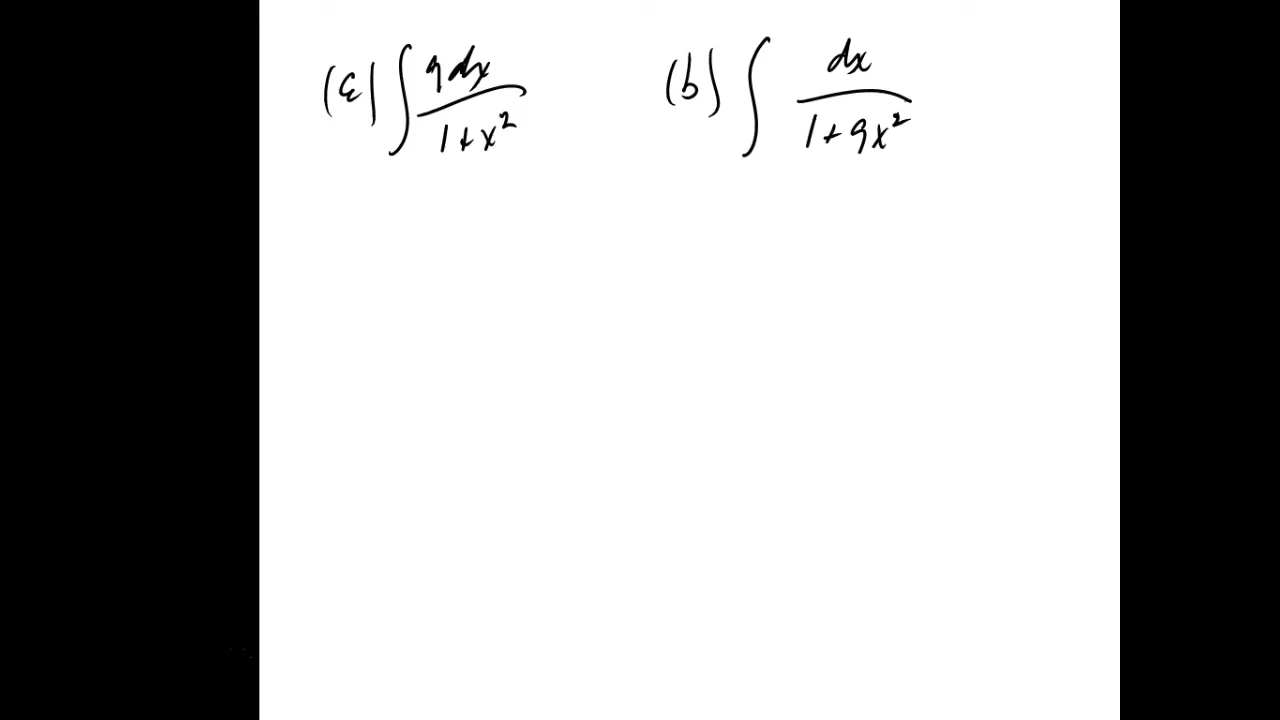 (a) ∫ 9dx / 1+x² (b) ∫ dx / 1+9x²